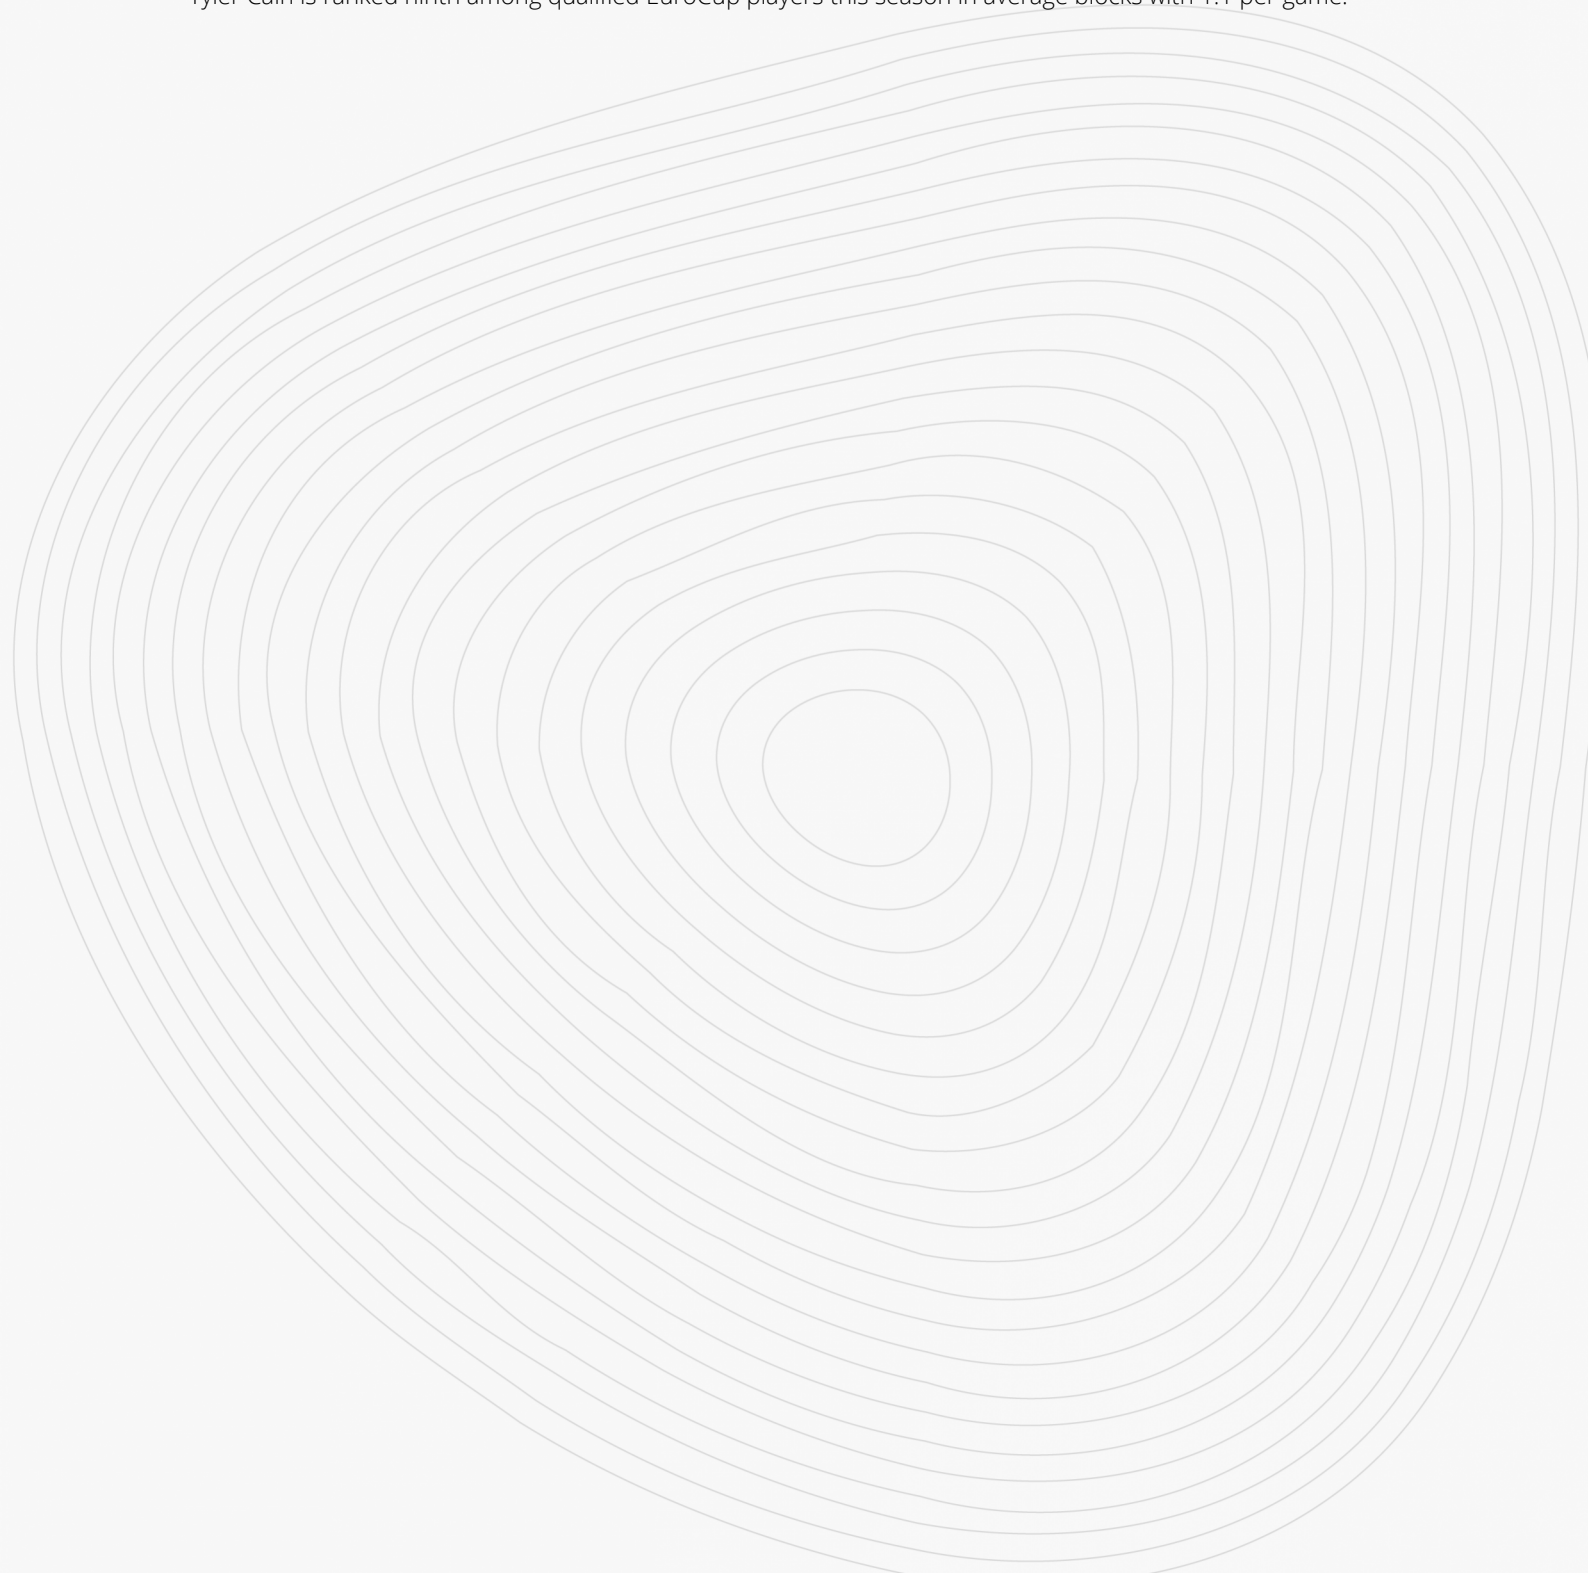 Tyler Cain is ranked ninth among qualified EuroCup players this season in average blocks with 1.1 per game.